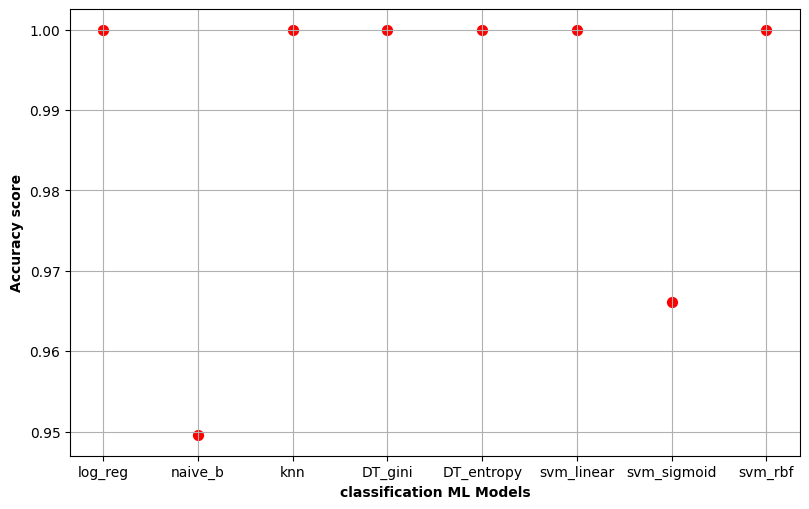 1.00
0.99
0.98
0.97
0.96
0.95
Accuracy score
log_reg naive_b knn DT_gini DT_entropy svm_linear svm_sigmoid svm_rbf
classification ML Models